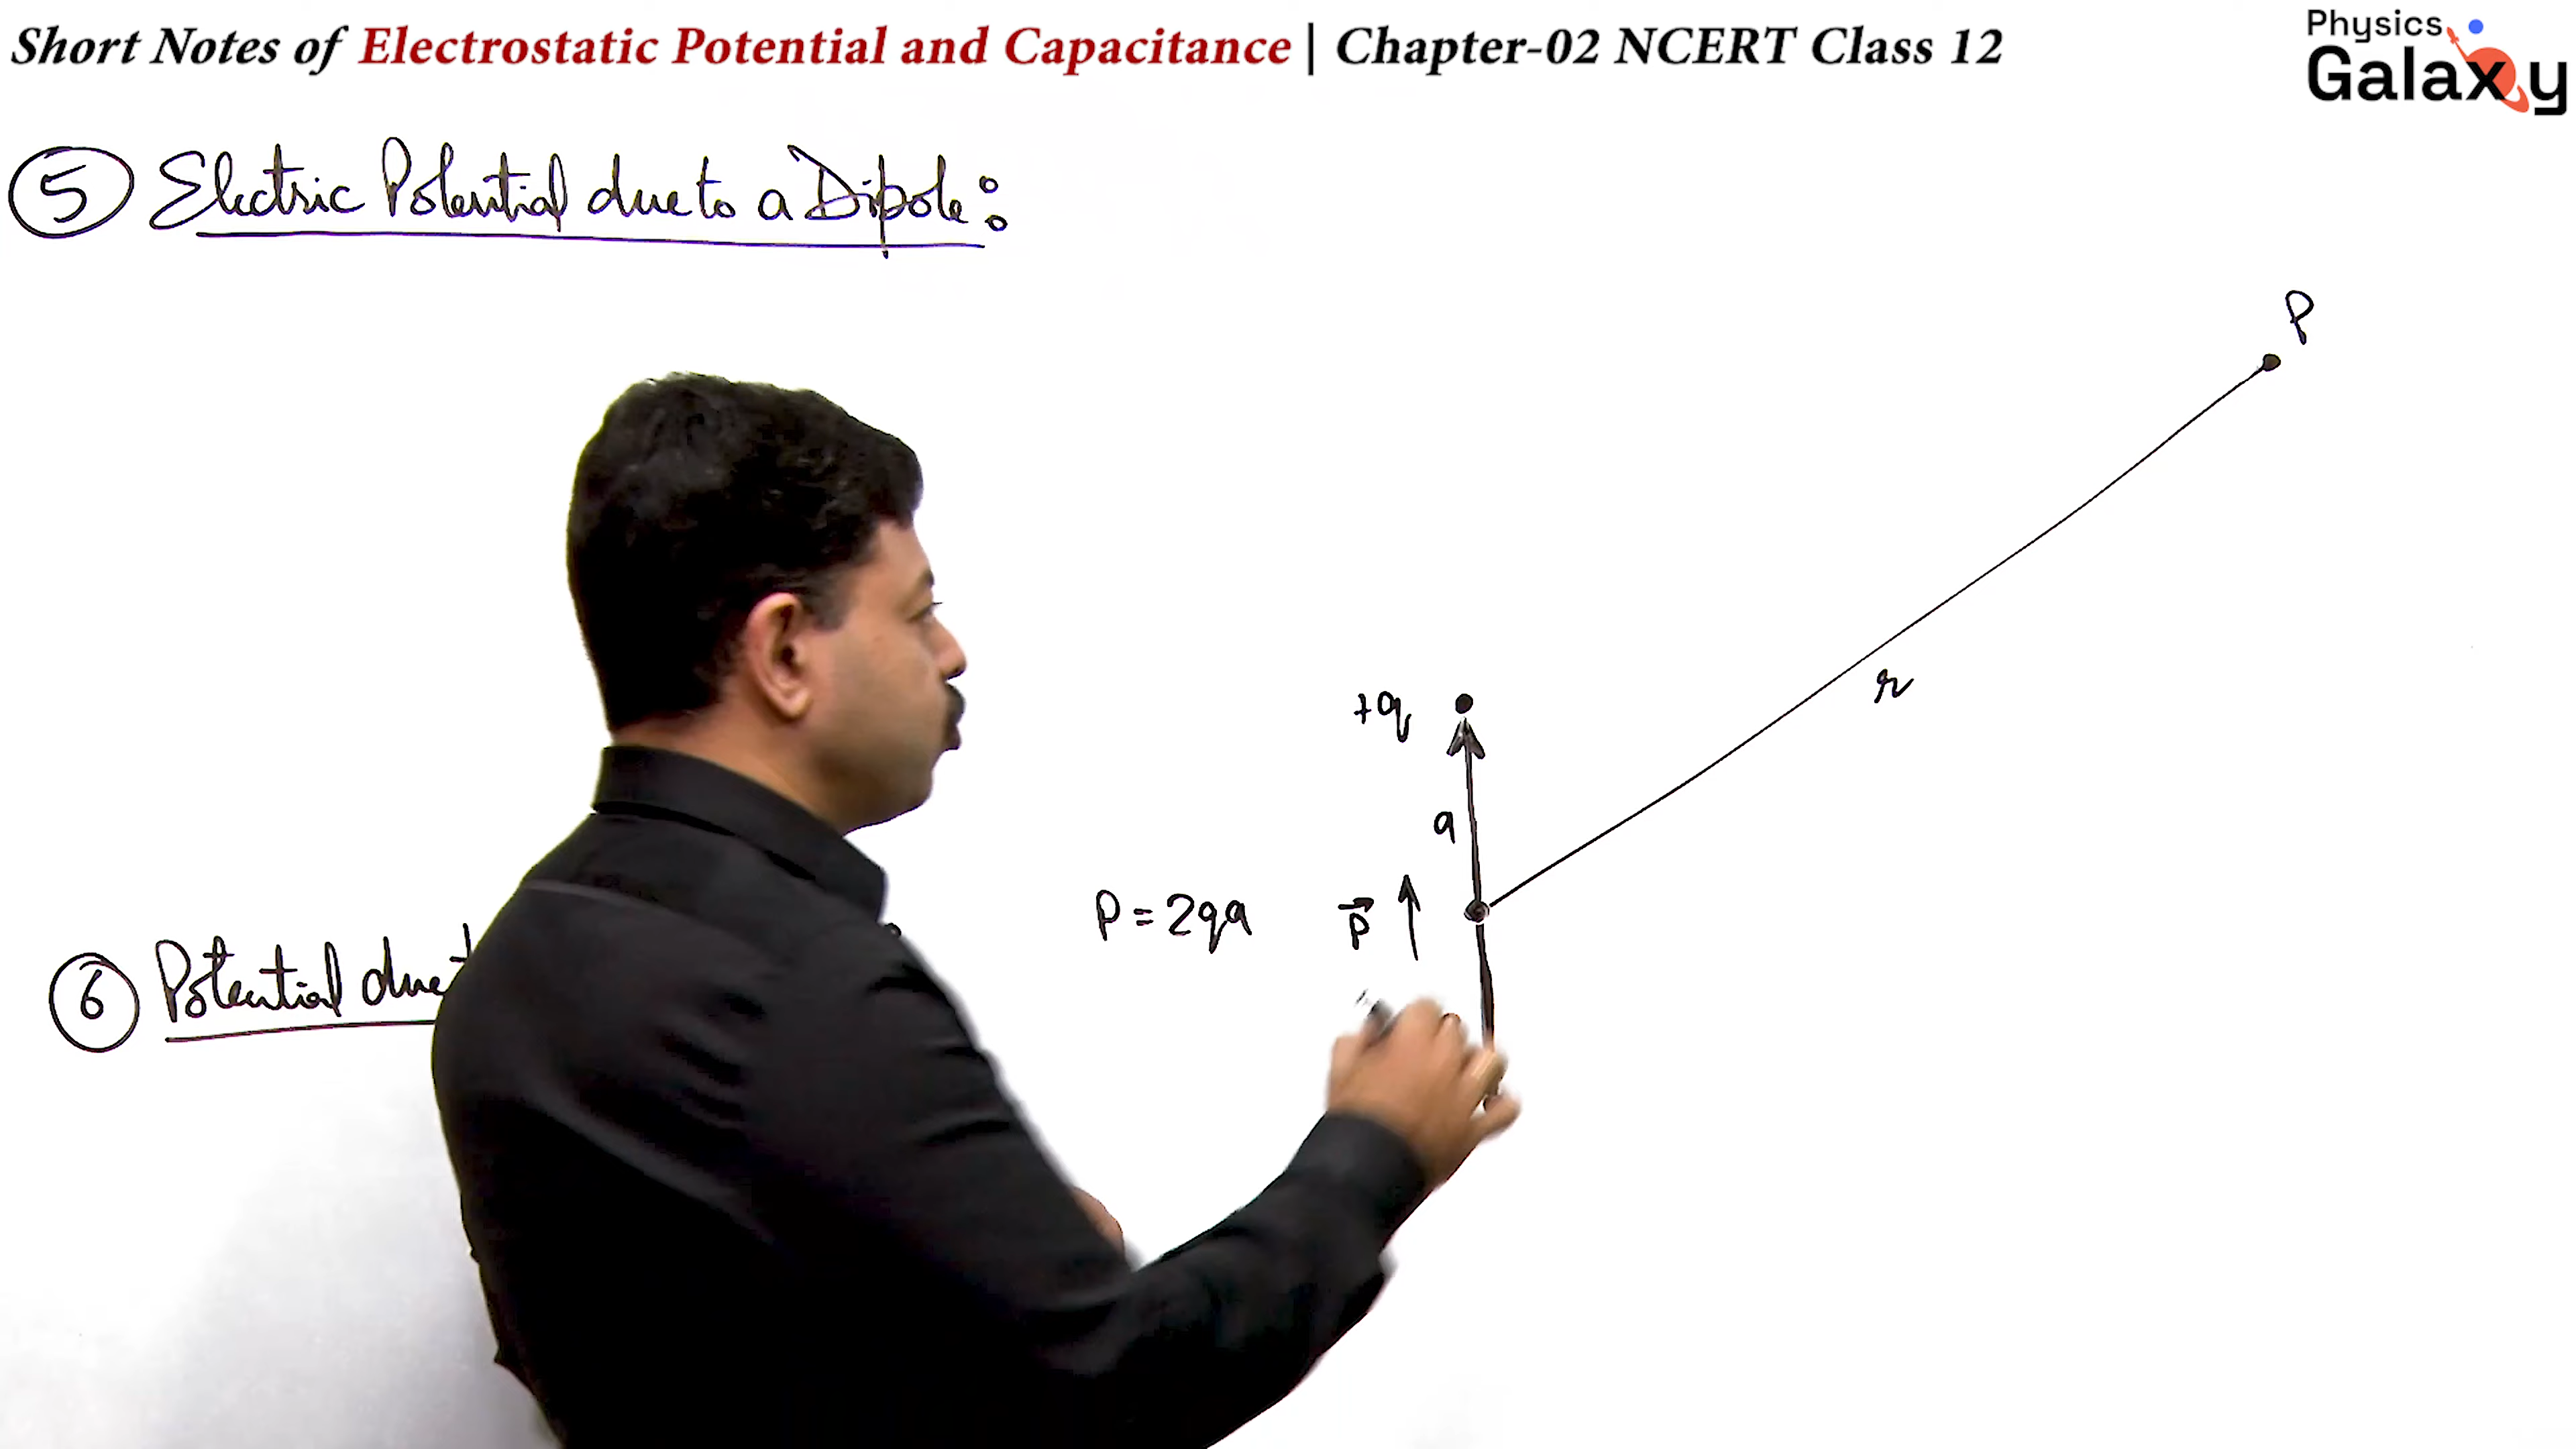 Short Notes of Electrostatic Potential and Capacitance | Chapter-02 NCERT Class 12
Physics
Galaxy
5 Electric Potential due to a Dipole:
P
r
+q
a
P = 2qa
p
6 Potential due